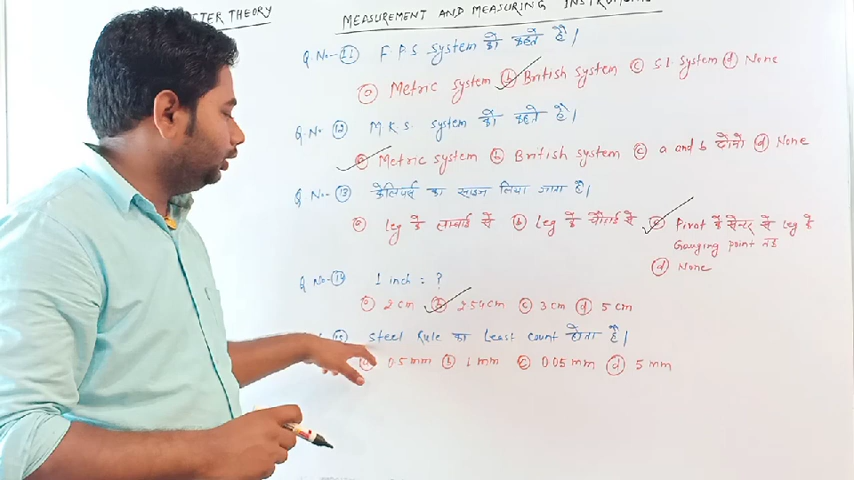 TER THEORY
MEASUREMENT AND MEASURING INSTRUMEN
Q No- 11 F P S system को कहते है।
a Metric system b British system c S.I. system d None
Q. No 12 M K S. system को कहते है।
a Metric system b British system c a and b दोनो d None
Q No- 13 केलिपर्स का साइज लिया जाता है।
a Leg के लम्बाई से b Leg के चौड़ाई से c Pivot के सेन्टर से Leg के
Gauging point तक
d None
Q No- 14 1 inch = ?
a 2 cm b 2.54 cm c 3 cm d 5 cm
Steel Rule का Least count होता है।
a 0.5 mm b 1 mm c 0.05 mm d 5 mm